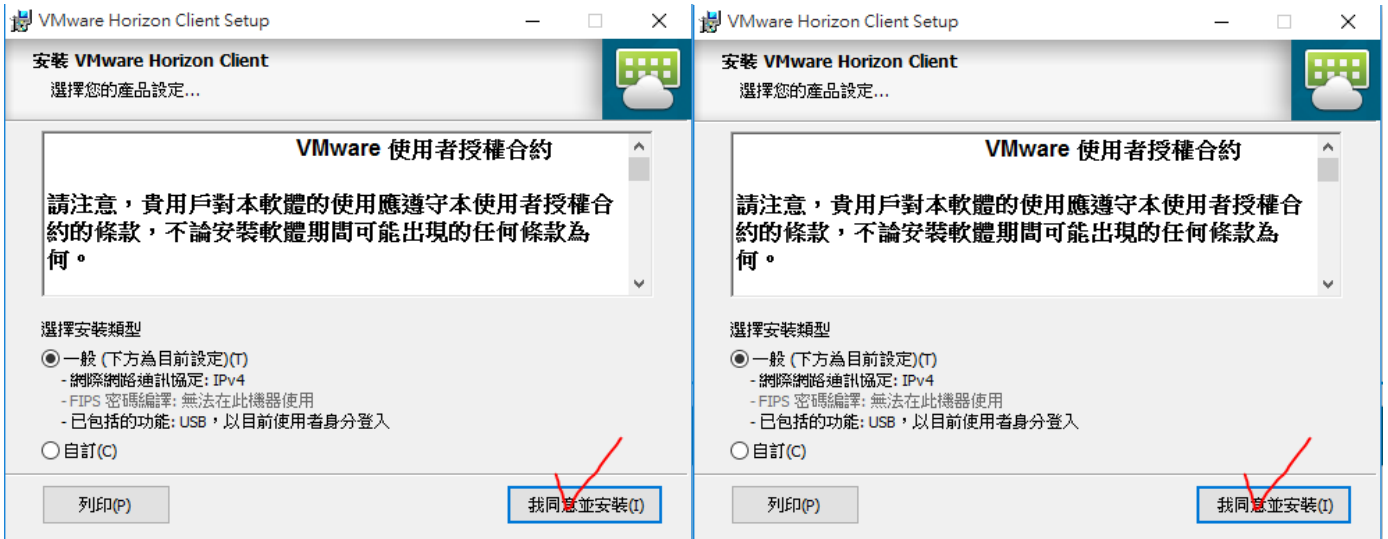 VMware Horizon Client Setup
安裝 VMware Horizon Client
選擇您的產品設定...
VMware 使用者授權合約
請注意，貴用戶對本軟體的使用應遵守本使用者授權合
約的條款，不論安裝軟體期間可能出現的任何條款為
何。
選擇安裝類型
一般 (下方為目前設定)(T)
- 網際網路通訊協定: IPv4
- FIPS 密碼編譯: 無法在此機器使用
- 已包括的功能: USB，以目前使用者身分登入
自訂(C)
列印(P)
我同意並安裝(I)
VMware Horizon Client Setup
安裝 VMware Horizon Client
選擇您的產品設定...
VMware 使用者授權合約
請注意，貴用戶對本軟體的使用應遵守本使用者授權合
約的條款，不論安裝軟體期間可能出現的任何條款為
何。
選擇安裝類型
一般 (下方為目前設定)(T)
- 網際網路通訊協定: IPv4
- FIPS 密碼編譯: 無法在此機器使用
- 已包括的功能: USB，以目前使用者身分登入
自訂(C)
列印(P)
我同意並安裝(I)